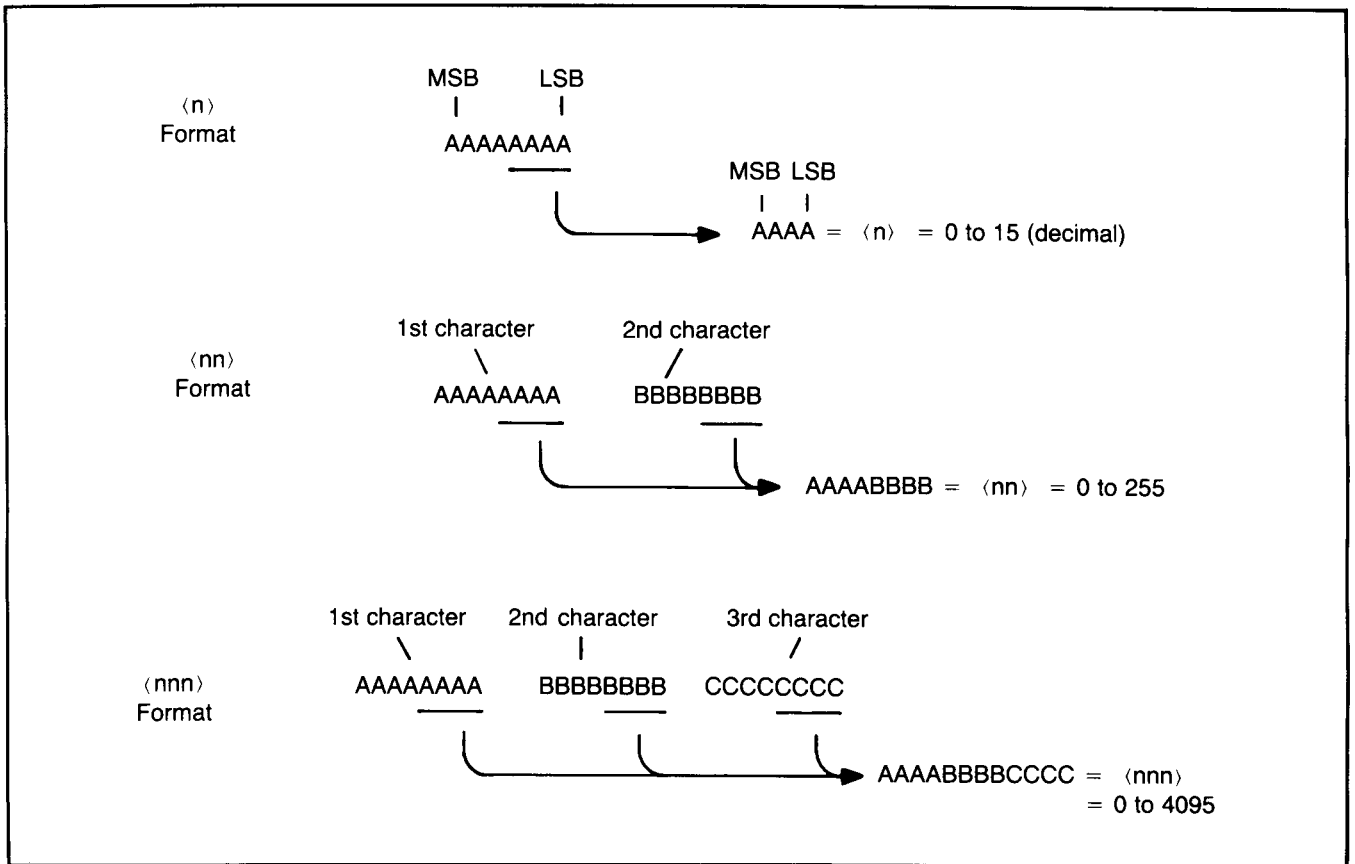 MSB LSB
⟨n⟩
Format
AAAAAAAA
MSB LSB
AAAA = ⟨n⟩ = 0 to 15 (decimal)
1st character 2nd character
⟨nn⟩
Format
AAAAAAAA BBBBBBBB
AAAABBBB = ⟨nn⟩ = 0 to 255
1st character 2nd character 3rd character
⟨nnn⟩
Format
AAAAAAAA BBBBBBBB CCCCCCCC
AAAABBBBCCCC = ⟨nnn⟩
= 0 to 4095